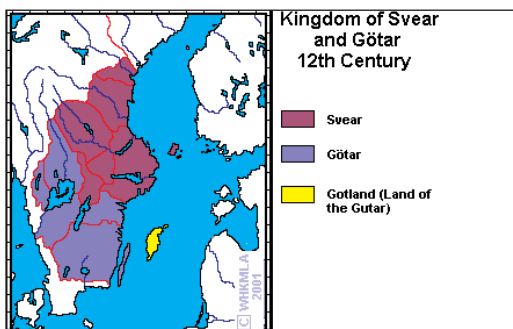 Kingdom of Svear
and Götar
12th Century
Svear
Götar
Gotland (Land of
the Gutar)
(C) WHKMLA
2001